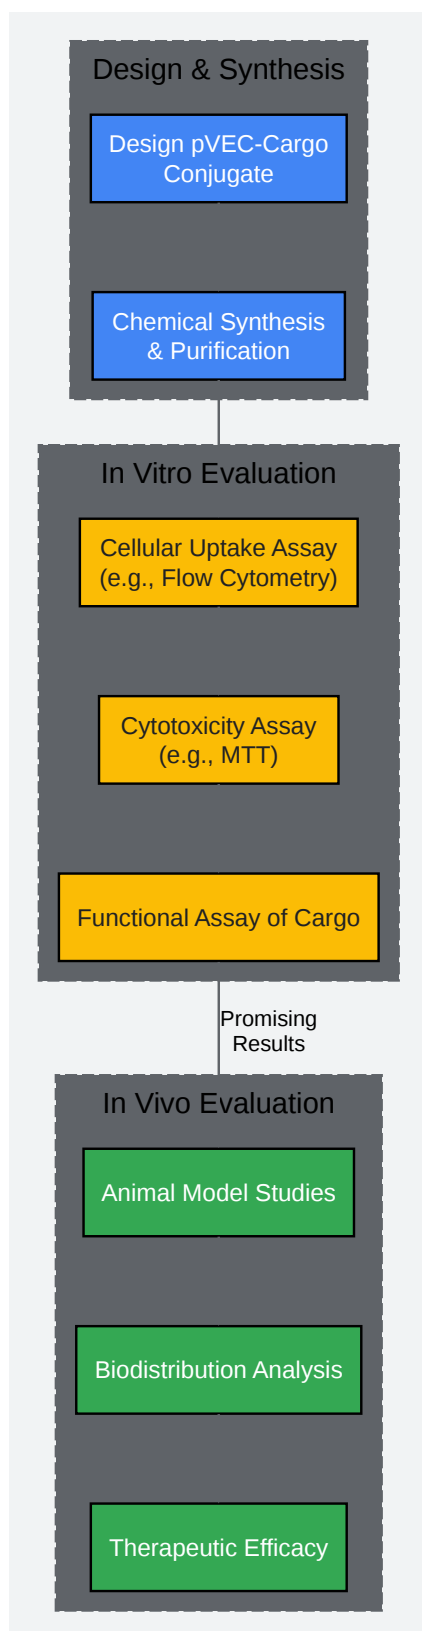 Design & Synthesis
Design pVEC-Cargo
Conjugate
Chemical Synthesis
& Purification
In Vitro Evaluation
Cellular Uptake Assay
(e.g., Flow Cytometry)
Cytotoxicity Assay
(e.g., MTT)
Functional Assay of Cargo
Promising
Results
In Vivo Evaluation
Animal Model Studies
Biodistribution Analysis
Therapeutic Efficacy